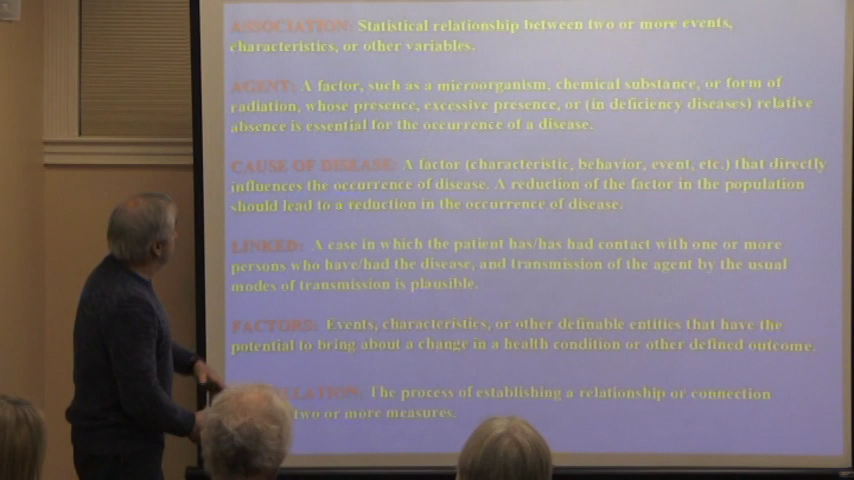 ASSOCIATION: Statistical relationship between two or more events,
characteristics, or other variables.
AGENT: A factor, such as a microorganism, chemical substance, or form of
radiation, whose presence, excessive presence, or (in deficiency diseases) relative
absence is essential for the occurrence of a disease.
CAUSE OF DISEASE: A factor (characteristic, behavior, event, etc.) that directly
influences the occurrence of disease. A reduction of the factor in the population
should lead to a reduction in the occurrence of disease.
LINKED: A case in which the patient has/has had contact with one or more
persons who have/had the disease, and transmission of the agent by the usual
modes of transmission is plausible.
FACTORS: Events, characteristics, or other definable entities that have the
potential to bring about a change in a health condition or other defined outcome.
The process of establishing a relationship or connection
two or more measures.